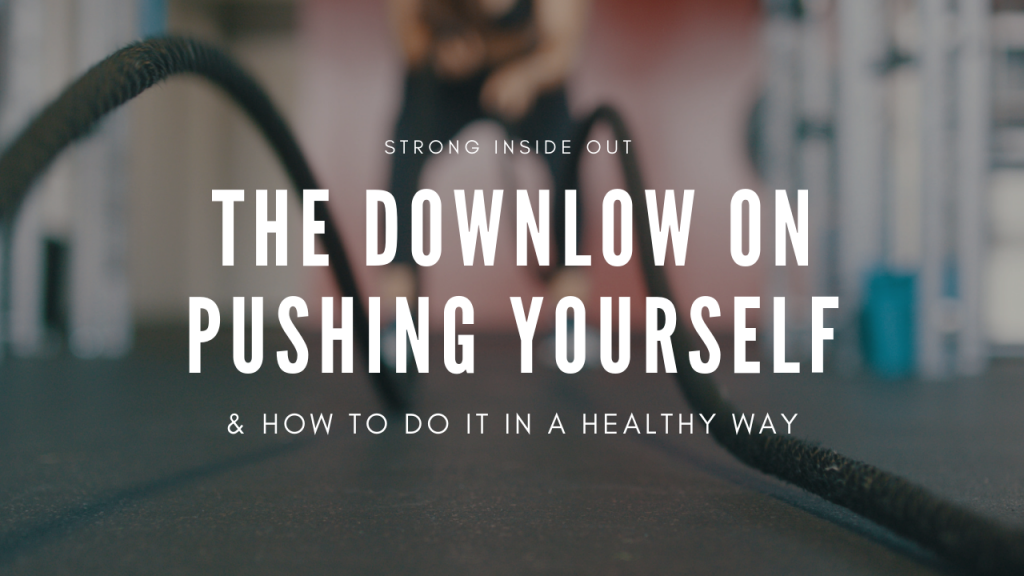 STRONG INSIDE OUT
THE DOWNLOW ON
PUSHING YOURSELF
& HOW TO DO IT IN A HEALTHY WAY